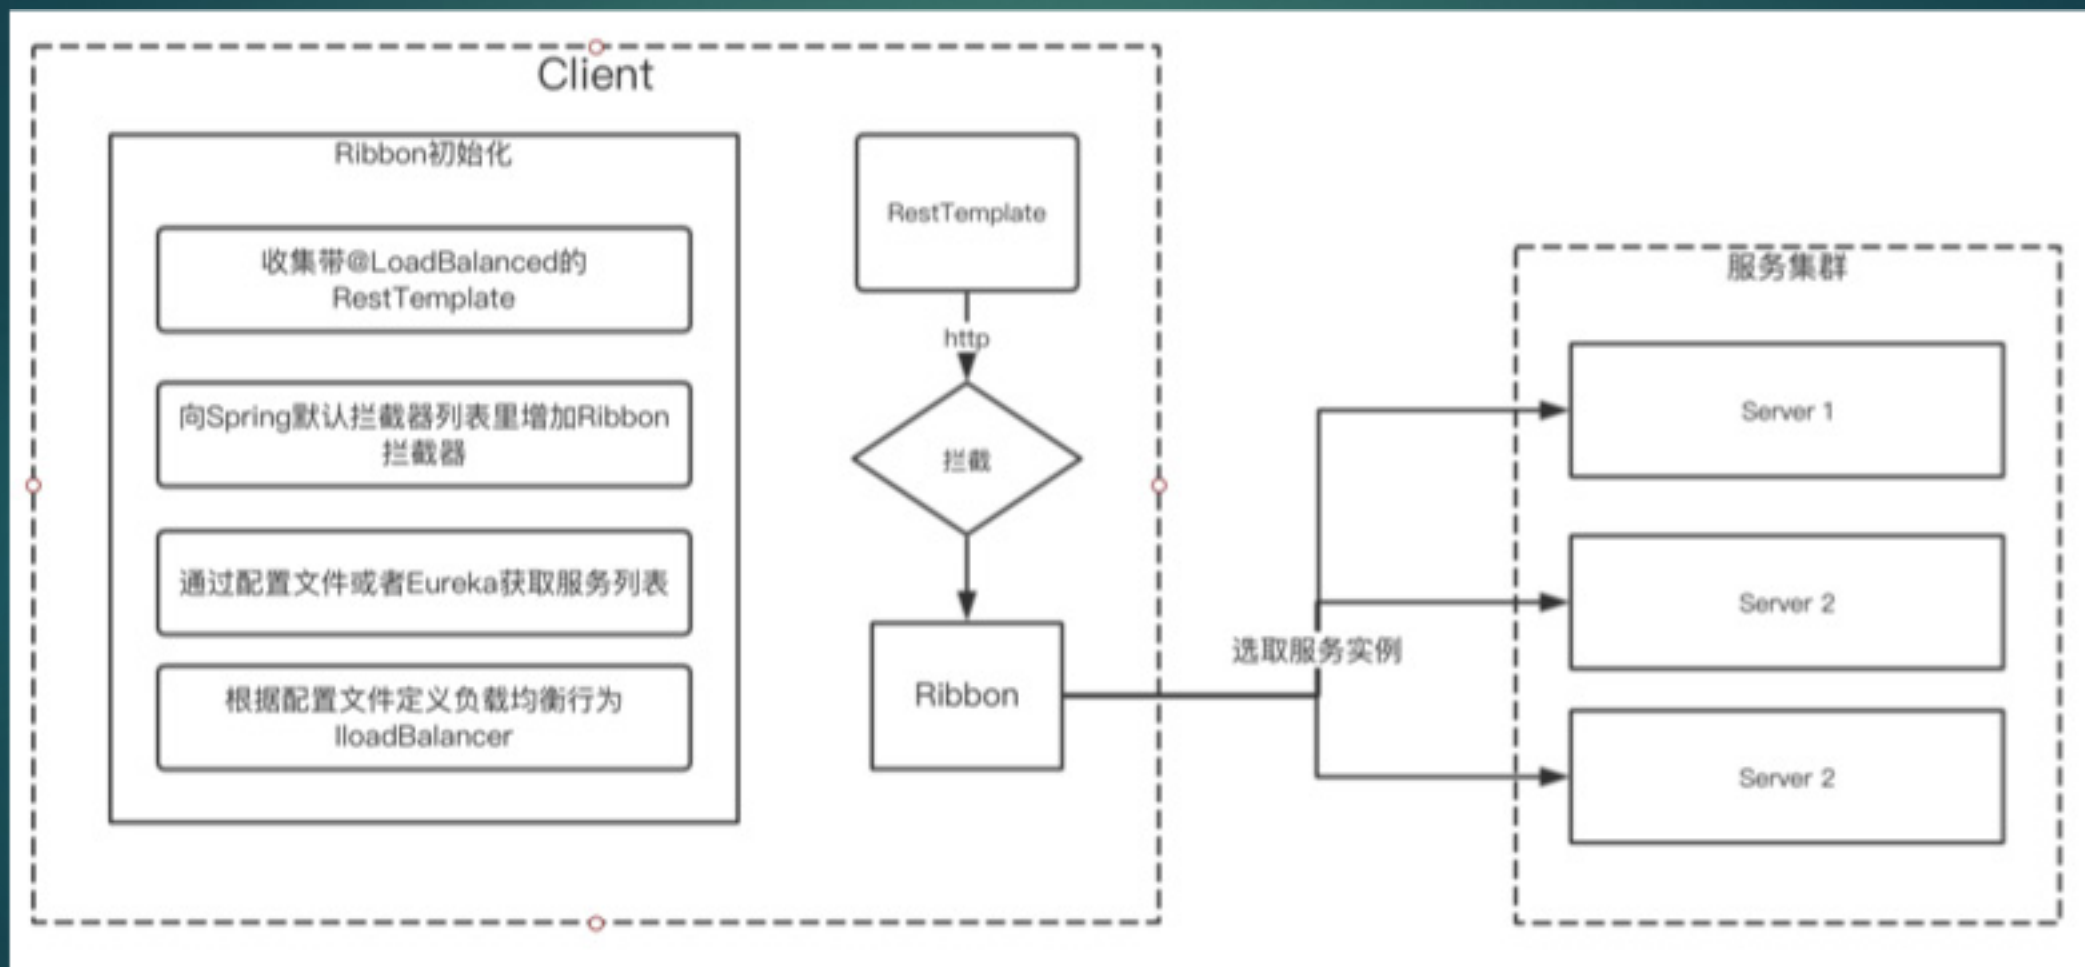 Client
Ribbon初始化
收集带@LoadBalanced的
RestTemplate
向Spring默认拦截器列表里增加Ribbon
拦截器
通过配置文件或者Eureka获取服务列表
根据配置文件定义负载均衡行为
IloadBalancer
RestTemplate
http
拦截
Ribbon
选取服务实例
服务集群
Server 1
Server 2
Server 2